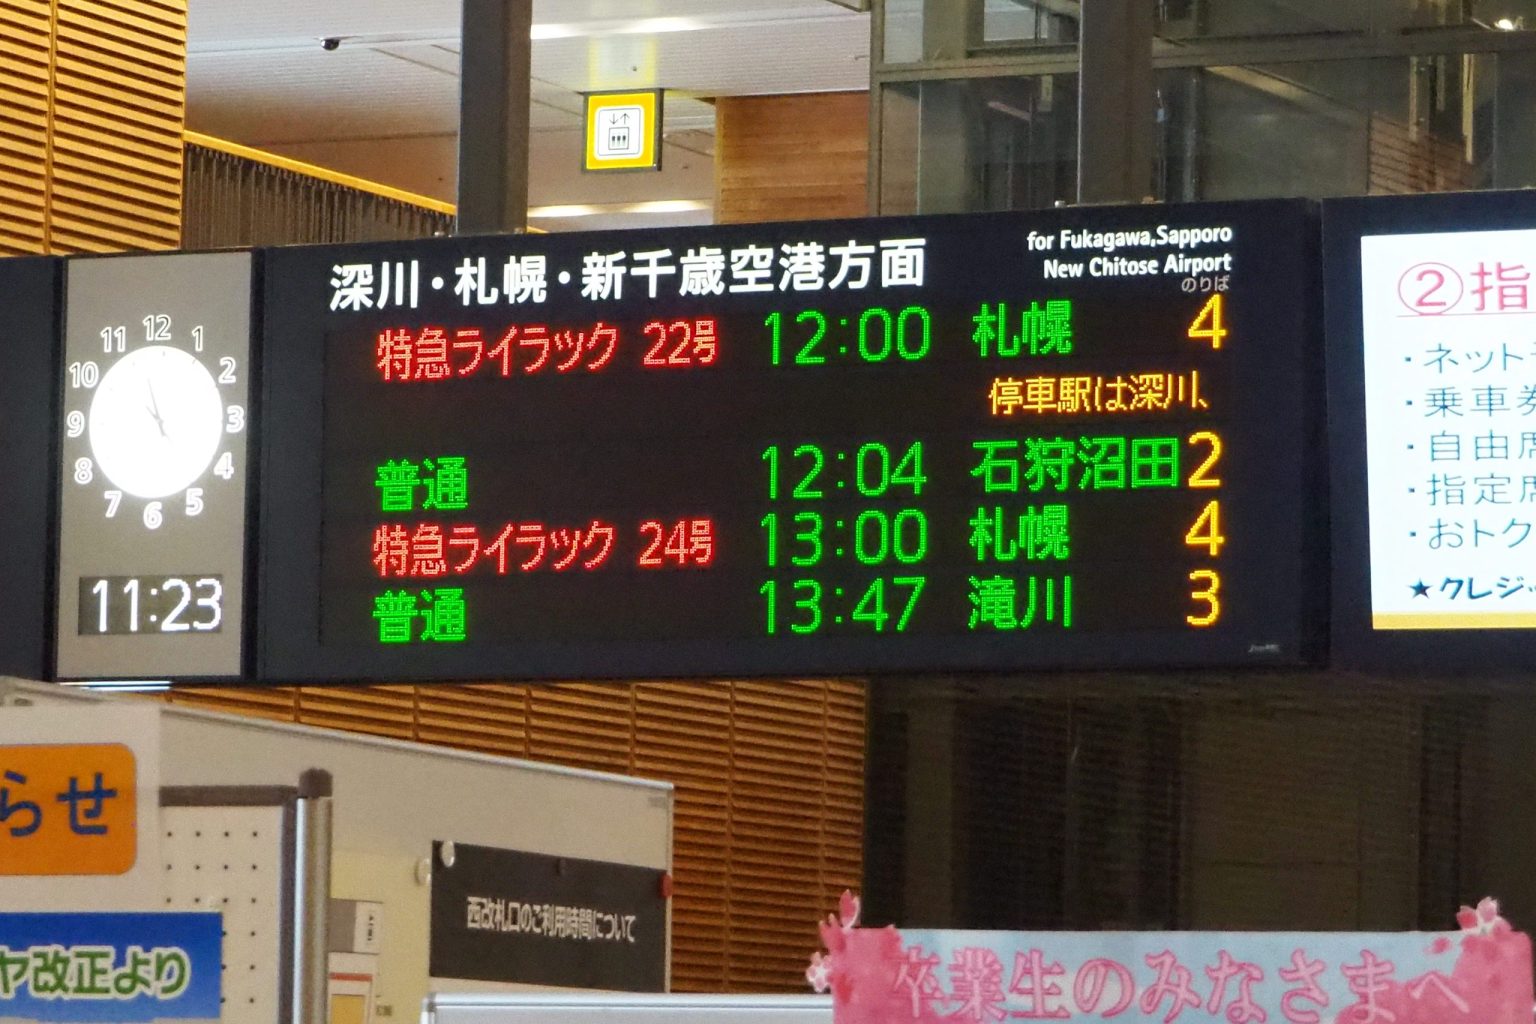 深川・札幌・新千歳空港方面
for Fukagawa,Sapporo
New Chitose Airport
のりば
特急ライラック 22号 12:00 札幌 4
停車駅は深川、
普通 12:04 石狩沼田 2
特急ライラック 24号 13:00 札幌 4
普通 13:47 滝川 3
12
1
2
3
4
5
6
7
8
9
10
11
11:23
②指
・ネット
・乗車券
・自由席
・指定席
・おトク
★クレジ
らせ
ヤ改正より
西改札口のご利用時間について
卒業生のみなさまへ